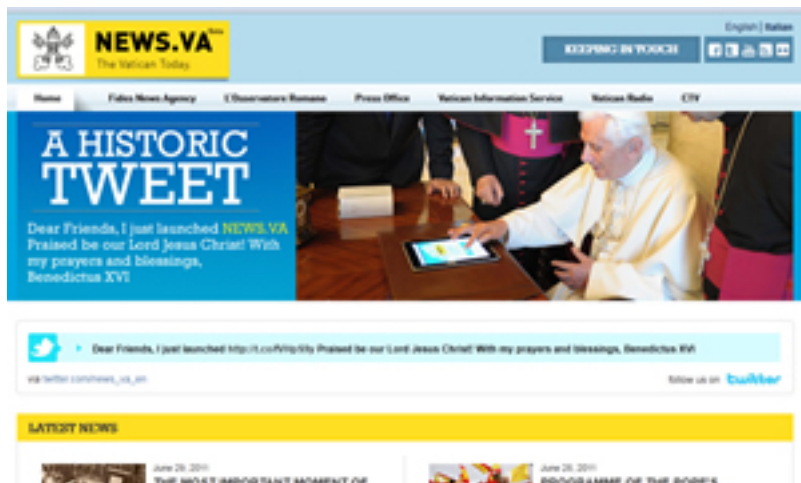 English | Italian
NEWS.VA Beta
The Vatican Today.
KEEPING IN TOUCH
Home Fides News Agency L'Osservatore Romano Press Office Vatican Information Service Vatican Radio CTV
A HISTORIC
TWEET
Dear Friends, I just launched NEWS.VA
Praised be our Lord Jesus Christ! With
my prayers and blessings,
Benedictus XVI
Dear Friends, I just launched Praised be our Lord Jesus Christ! With my prayers and blessings, Benedictus XVI
via twitter.com/news_va_en
follow us on twitter
LATEST NEWS
June 29, 2011
June 28, 2011
THE MOST IMPORTANT MOMENT OF
PROGRAMME OF THE POPE'S